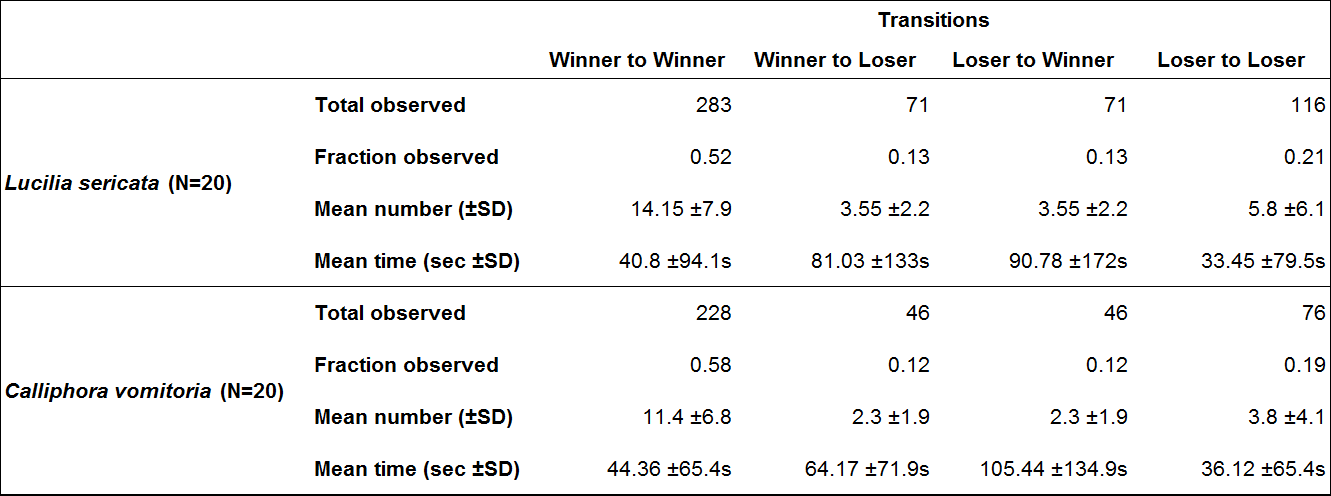 Transitions
Winner to Winner Winner to Loser Loser to Winner Loser to Loser
Total observed 283 71 71 116
Fraction observed 0.52 0.13 0.13 0.21
Lucilia sericata (N=20)
Mean number (±SD) 14.15 ±7.9 3.55 ±2.2 3.55 ±2.2 5.8 ±6.1
Mean time (sec ±SD) 40.8 ±94.1s 81.03 ±133s 90.78 ±172s 33.45 ±79.5s
Total observed 228 46 46 76
Fraction observed 0.58 0.12 0.12 0.19
Calliphora vomitoria (N=20)
Mean number (±SD) 11.4 ±6.8 2.3 ±1.9 2.3 ±1.9 3.8 ±4.1
Mean time (sec ±SD) 44.36 ±65.4s 64.17 ±71.9s 105.44 ±134.9s 36.12 ±65.4s